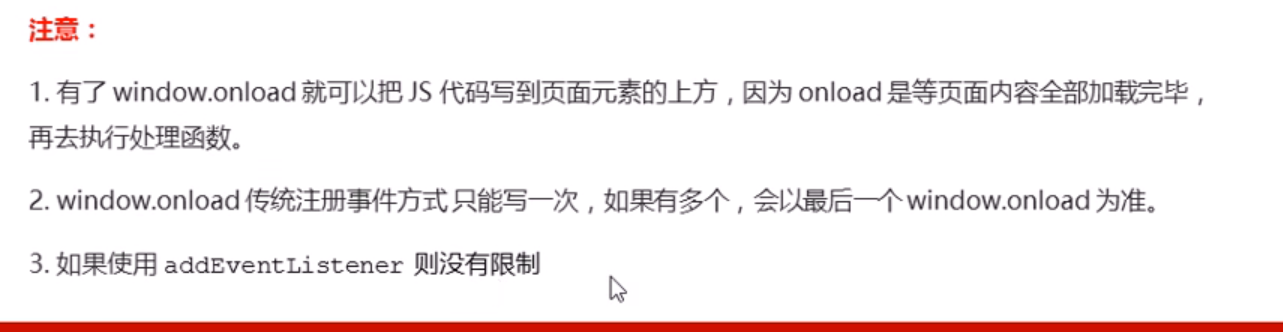 注意：
1. 有了 window.onload 就可以把 JS 代码写到页面元素的上方，因为 onload 是等页面内容全部加载完毕，
再去执行处理函数。
2. window.onload 传统注册事件方式 只能写一次，如果有多个，会以最后一个 window.onload 为准。
3. 如果使用 addEventListener 则没有限制